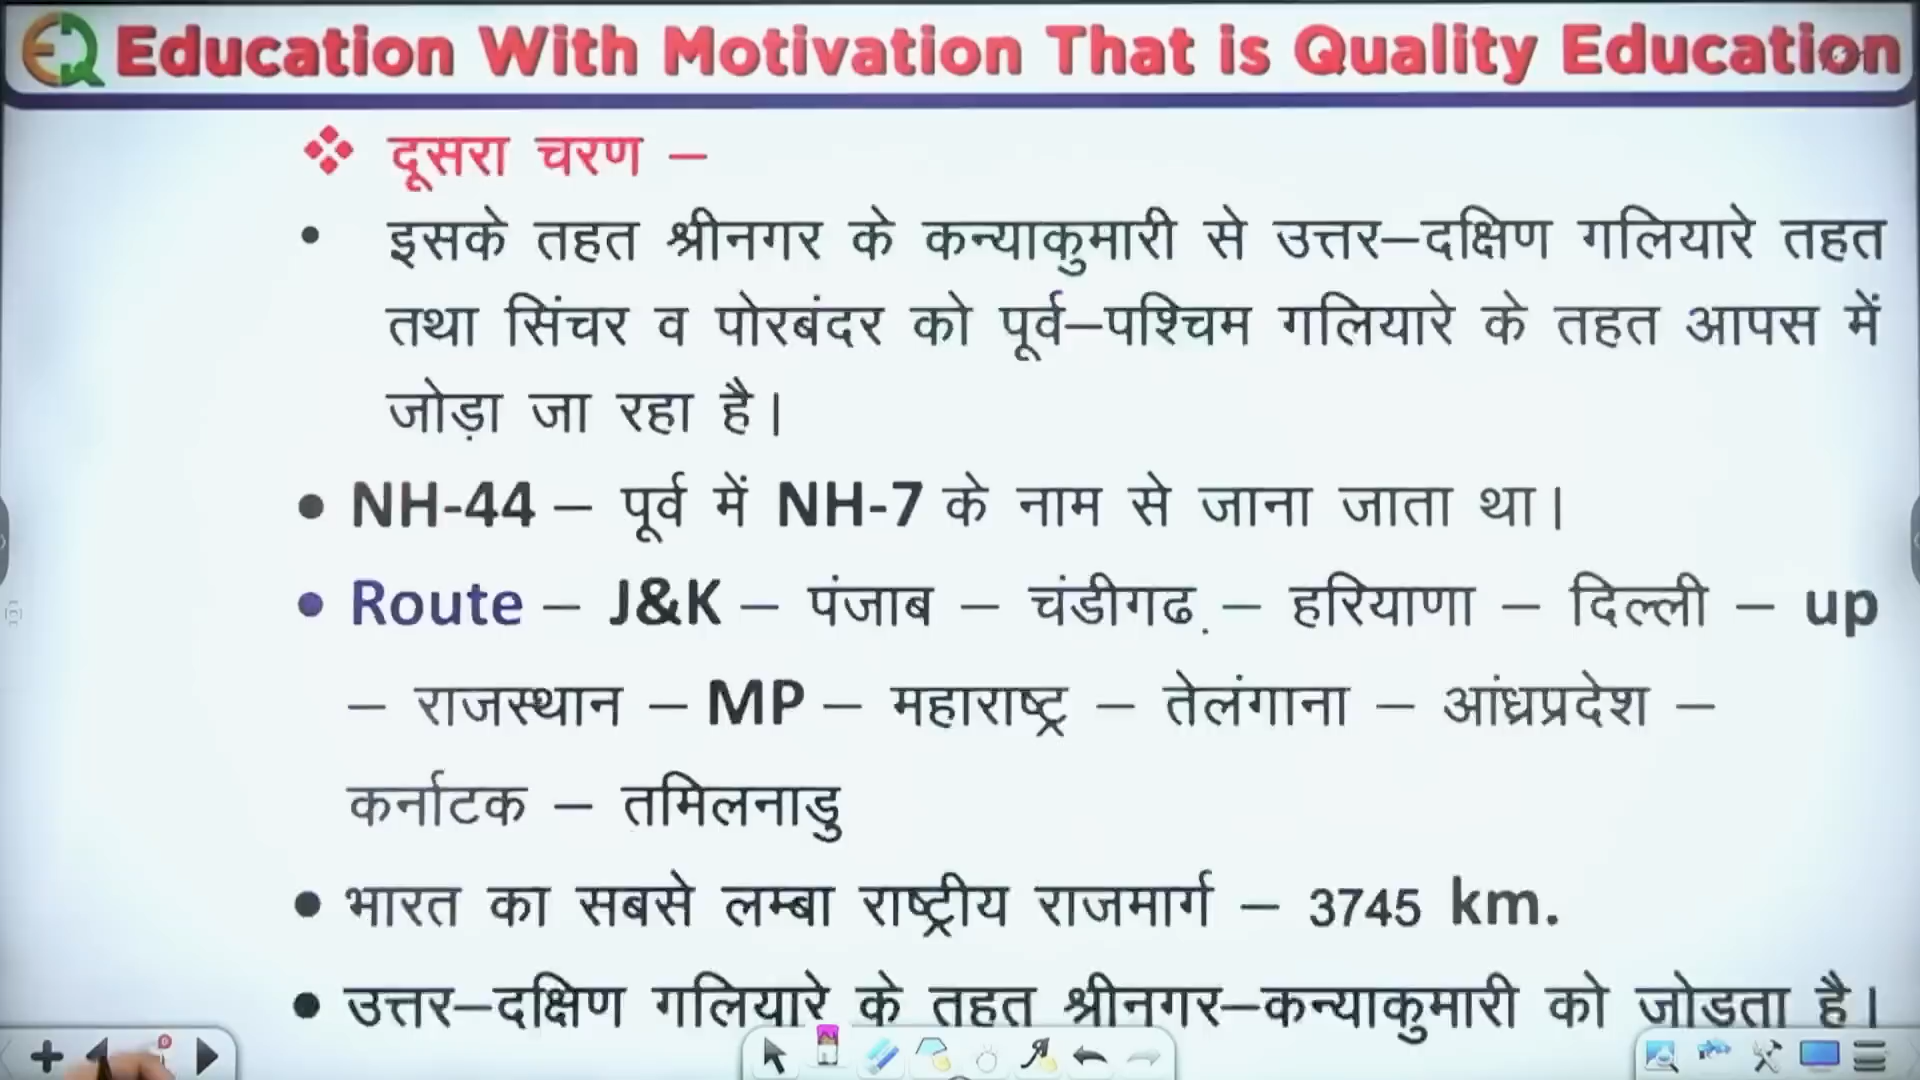 EQ Education With Motivation That is Quality Education
❖ दूसरा चरण –
• इसके तहत श्रीनगर के कन्याकुमारी से उत्तर–दक्षिण गलियारे तहत
तथा सिंचर व पोरबंदर को पूर्व–पश्चिम गलियारे के तहत आपस में
जोड़ा जा रहा है।
• NH-44 – पूर्व में NH-7 के नाम से जाना जाता था।
• Route – J&K – पंजाब – चंडीगढ. – हरियाणा – दिल्ली – up
– राजस्थान – MP – महाराष्ट्र – तेलंगाना – आंध्रप्रदेश –
कर्नाटक – तमिलनाडु
• भारत का सबसे लम्बा राष्ट्रीय राजमार्ग – 3745 km.
• उत्तर–दक्षिण गलियारे के तहत श्रीनगर–कन्याकुमारी को जोडता है।